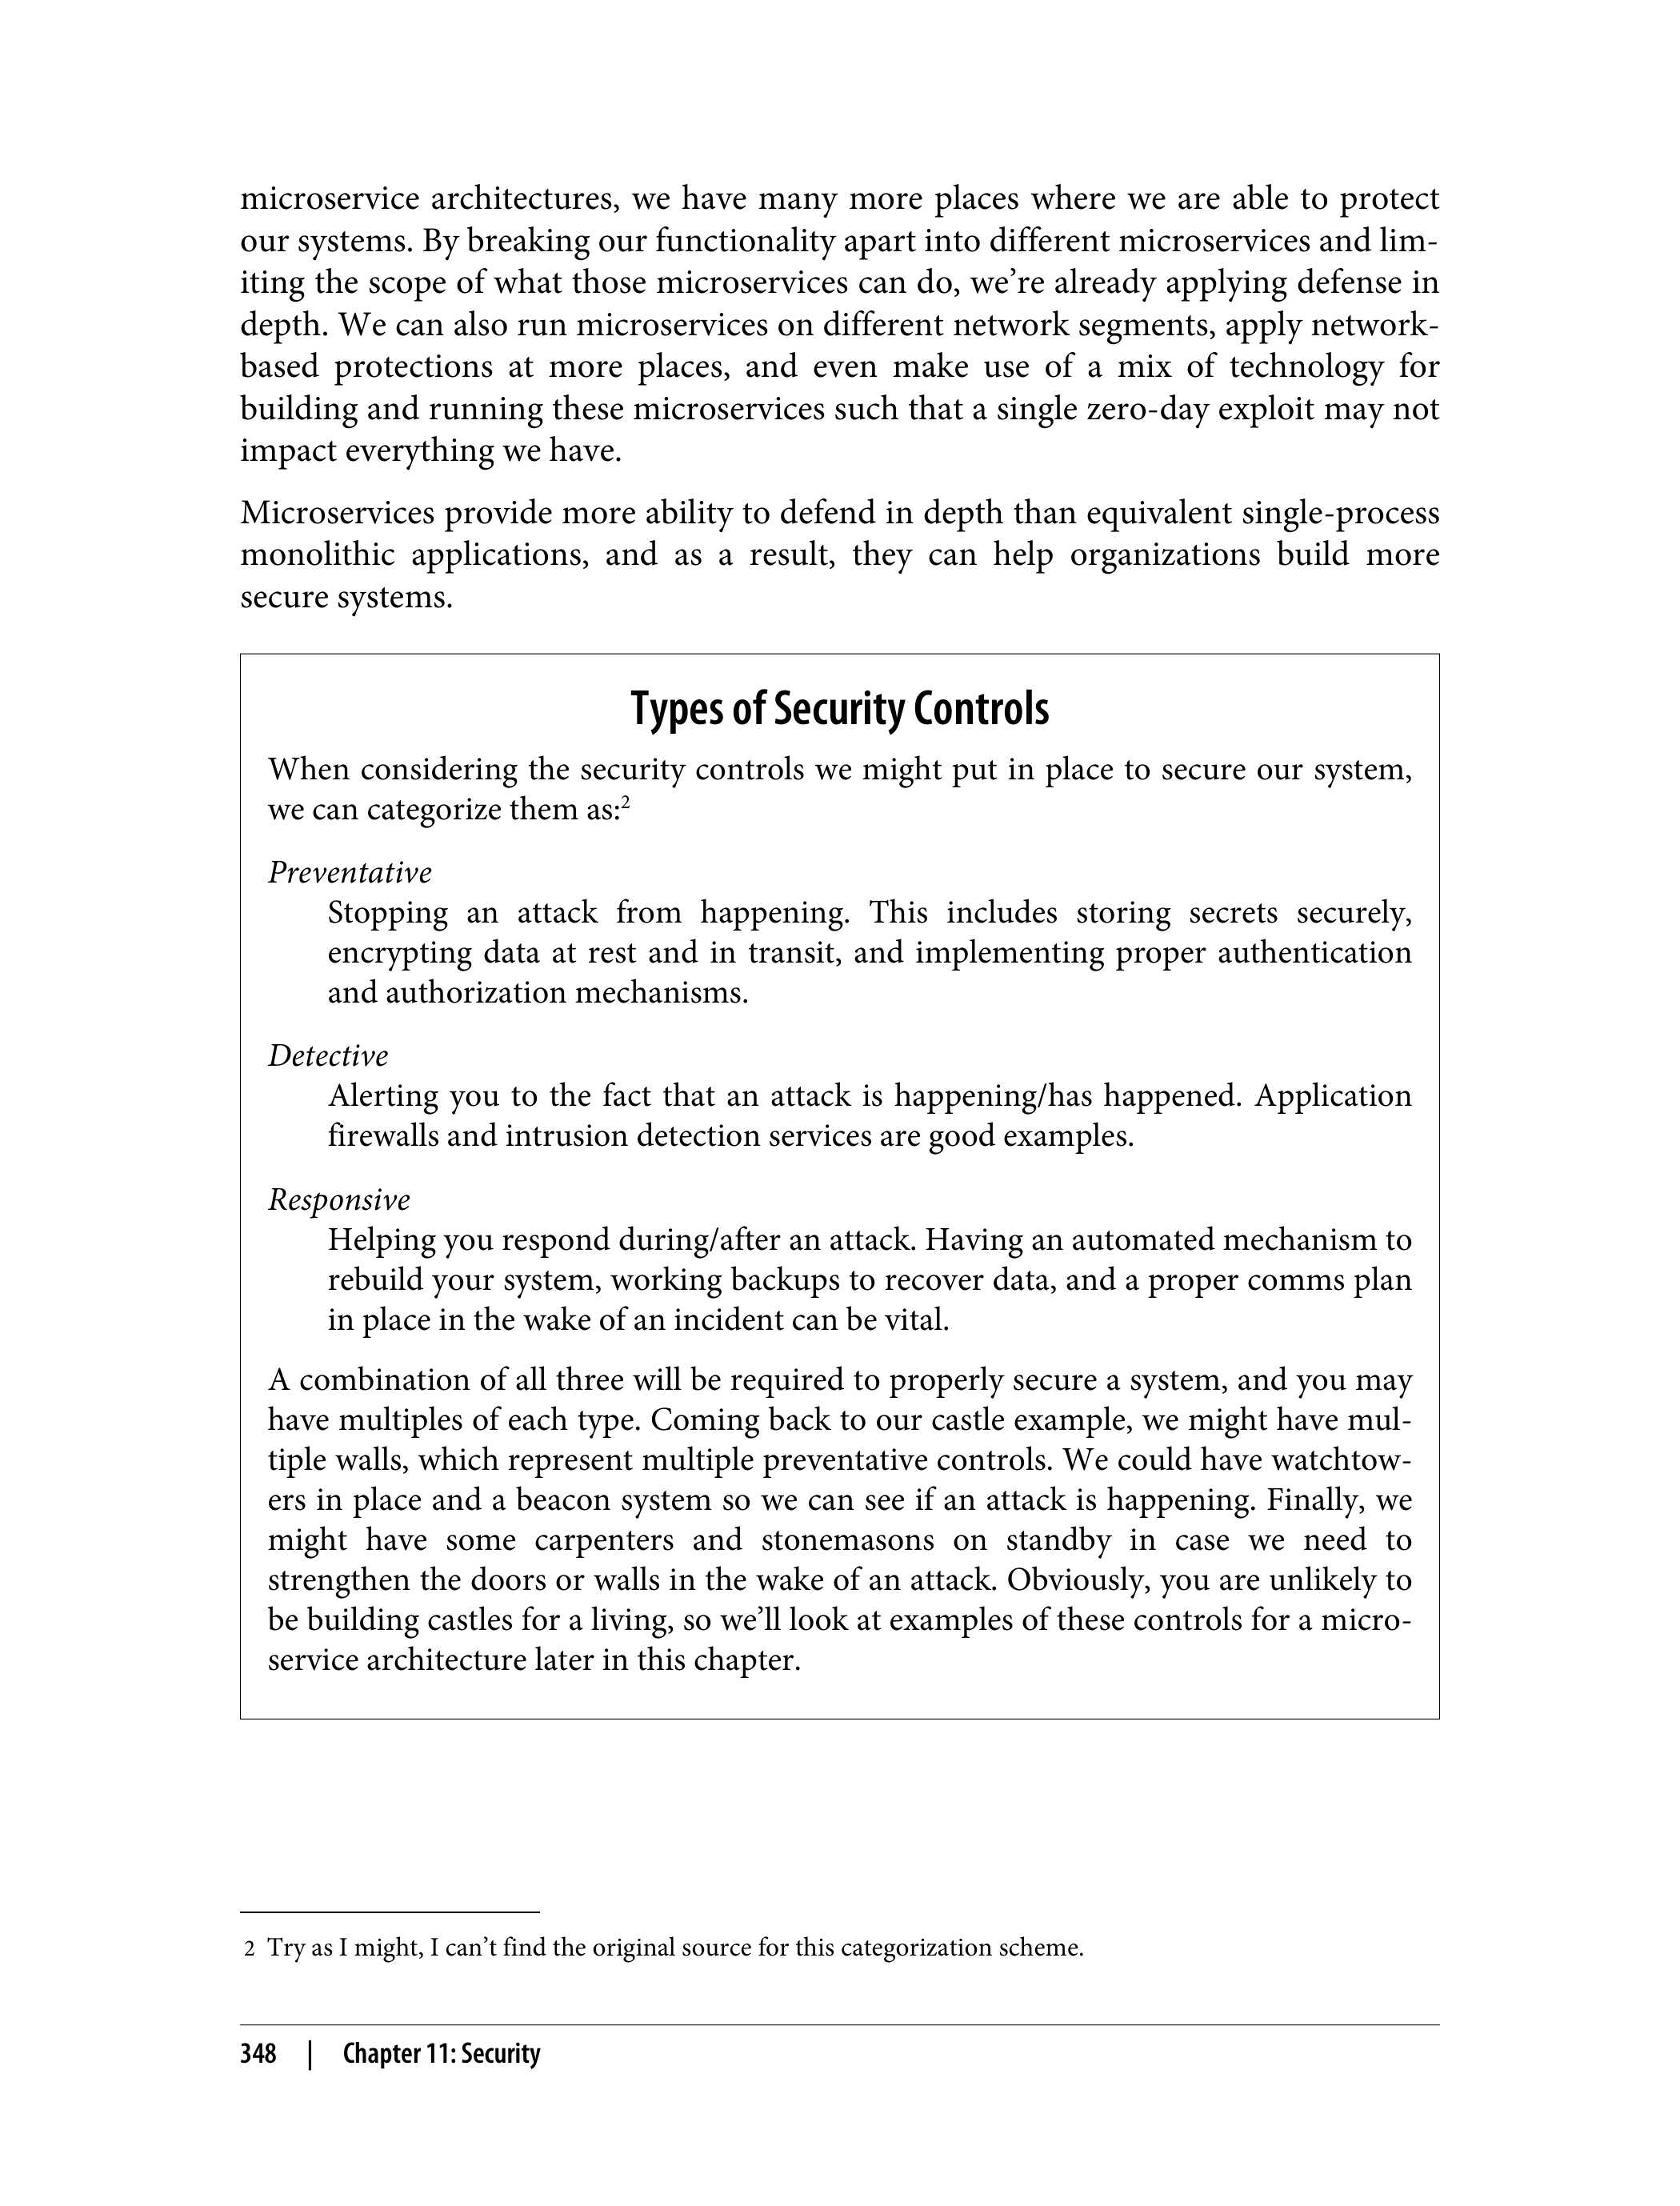 microservice architectures, we have many more places where we are able to protect
our systems. By breaking our functionality apart into different microservices and lim-
iting the scope of what those microservices can do, we’re already applying defense in
depth. We can also run microservices on different network segments, apply network-
based protections at more places, and even make use of a mix of technology for
building and running these microservices such that a single zero-day exploit may not
impact everything we have.
Microservices provide more ability to defend in depth than equivalent single-process
monolithic applications, and as a result, they can help organizations build more
secure systems.
Types of Security Controls
When considering the security controls we might put in place to secure our system,
we can categorize them as:2
Preventative
Stopping an attack from happening. This includes storing secrets securely,
encrypting data at rest and in transit, and implementing proper authentication
and authorization mechanisms.
Detective
Alerting you to the fact that an attack is happening/has happened. Application
firewalls and intrusion detection services are good examples.
Responsive
Helping you respond during/after an attack. Having an automated mechanism to
rebuild your system, working backups to recover data, and a proper comms plan
in place in the wake of an incident can be vital.
A combination of all three will be required to properly secure a system, and you may
have multiples of each type. Coming back to our castle example, we might have mul-
tiple walls, which represent multiple preventative controls. We could have watchtow-
ers in place and a beacon system so we can see if an attack is happening. Finally, we
might have some carpenters and stonemasons on standby in case we need to
strengthen the doors or walls in the wake of an attack. Obviously, you are unlikely to
be building castles for a living, so we’ll look at examples of these controls for a micro-
service architecture later in this chapter.
2 Try as I might, I can’t find the original source for this categorization scheme.
348 | Chapter 11: Security